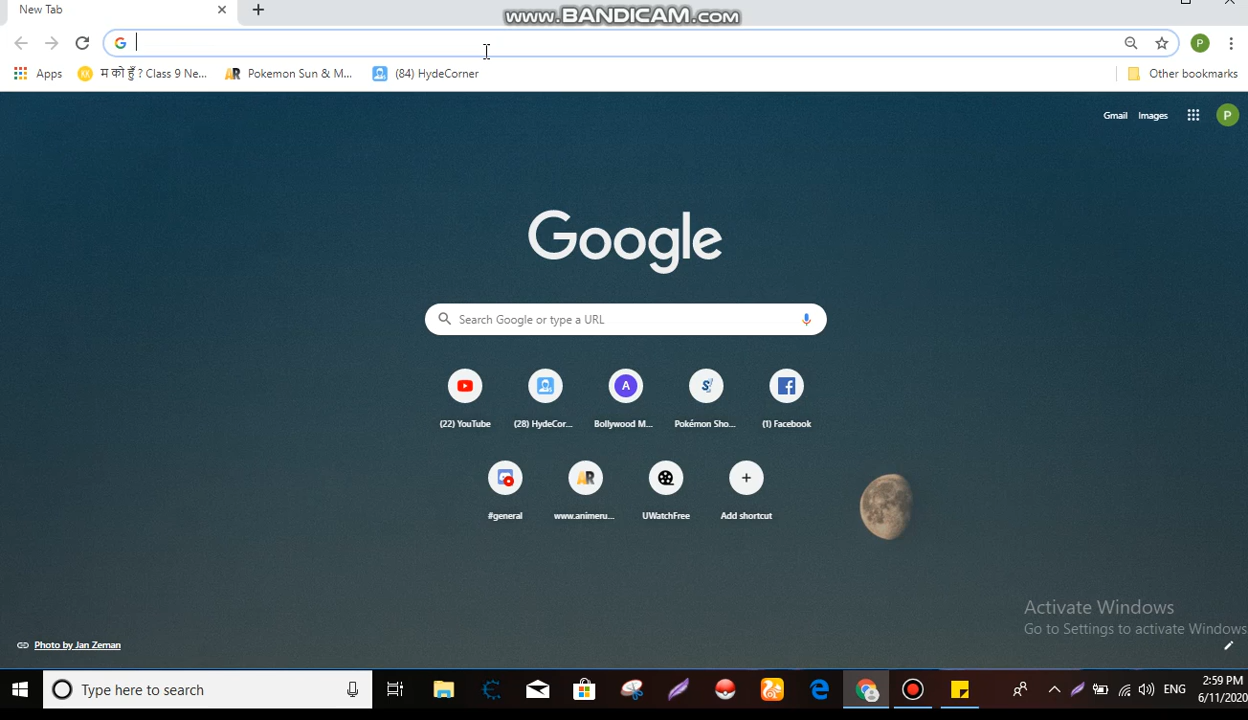 New Tab
www.BANDICAM.com
Apps
म को हुँ ? Class 9 Ne...
Pokemon Sun & M...
(84) HydeCorner
Other bookmarks
P
Gmail
Images
P
Google
Search Google or type a URL
A
(22) YouTube
(28) HydeCor...
Bollywood M...
Pokémon Sho...
(1) Facebook
AR
#general
www.animeru...
UWatchFree
Add shortcut
Activate Windows
Go to Settings to activate Windows
Photo by Jan Zeman
Type here to search
ENG
2:59 PM
6/11/2020